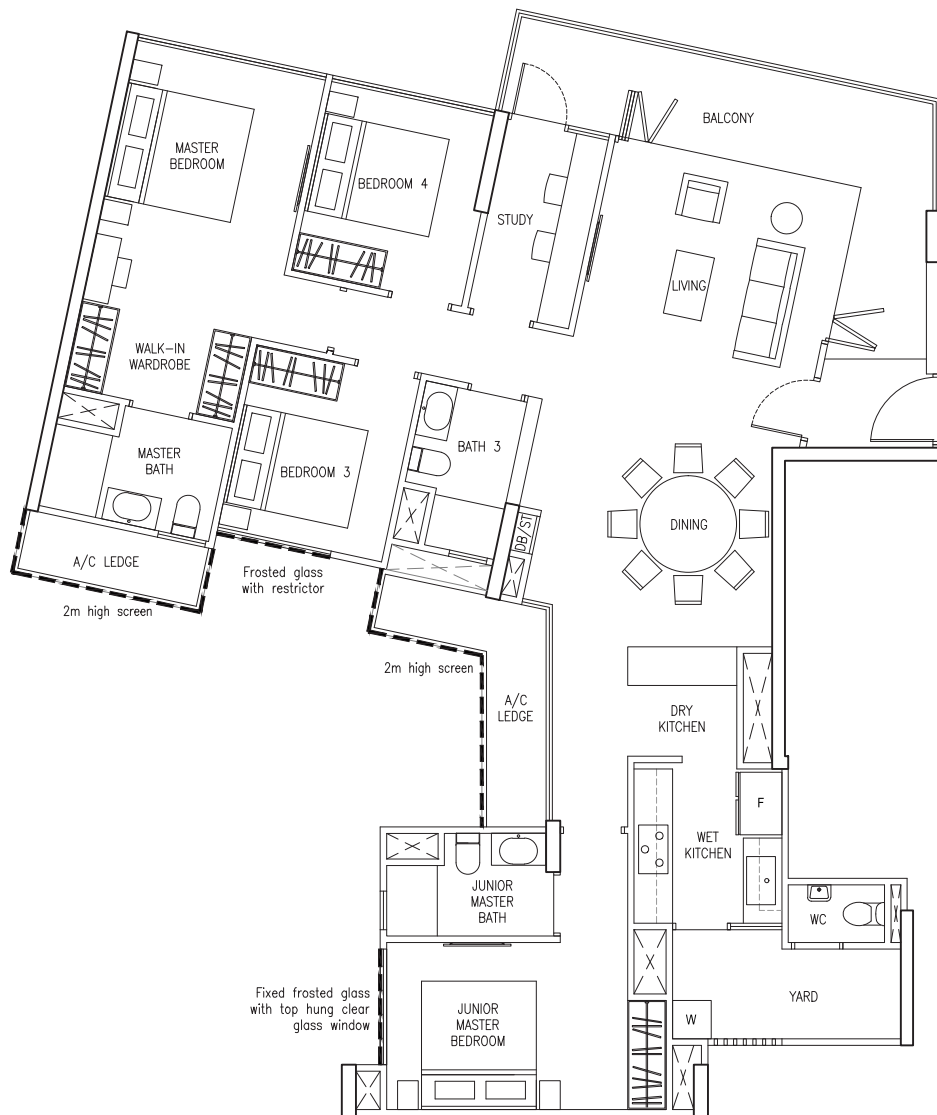 BALCONY
MASTER
BEDROOM
BEDROOM 4
STUDY
LIVING
WALK-IN
WARDROBE
MASTER
BATH
BEDROOM 3
BATH 3
DINING
DB/ST
A/C LEDGE
2m high screen
Frosted glass
with restrictor
2m high screen
A/C
LEDGE
DRY
KITCHEN
F
WET
KITCHEN
JUNIOR
MASTER
BATH
WC
YARD
W
Fixed frosted glass
with top hung clear
glass window
JUNIOR
MASTER
BEDROOM